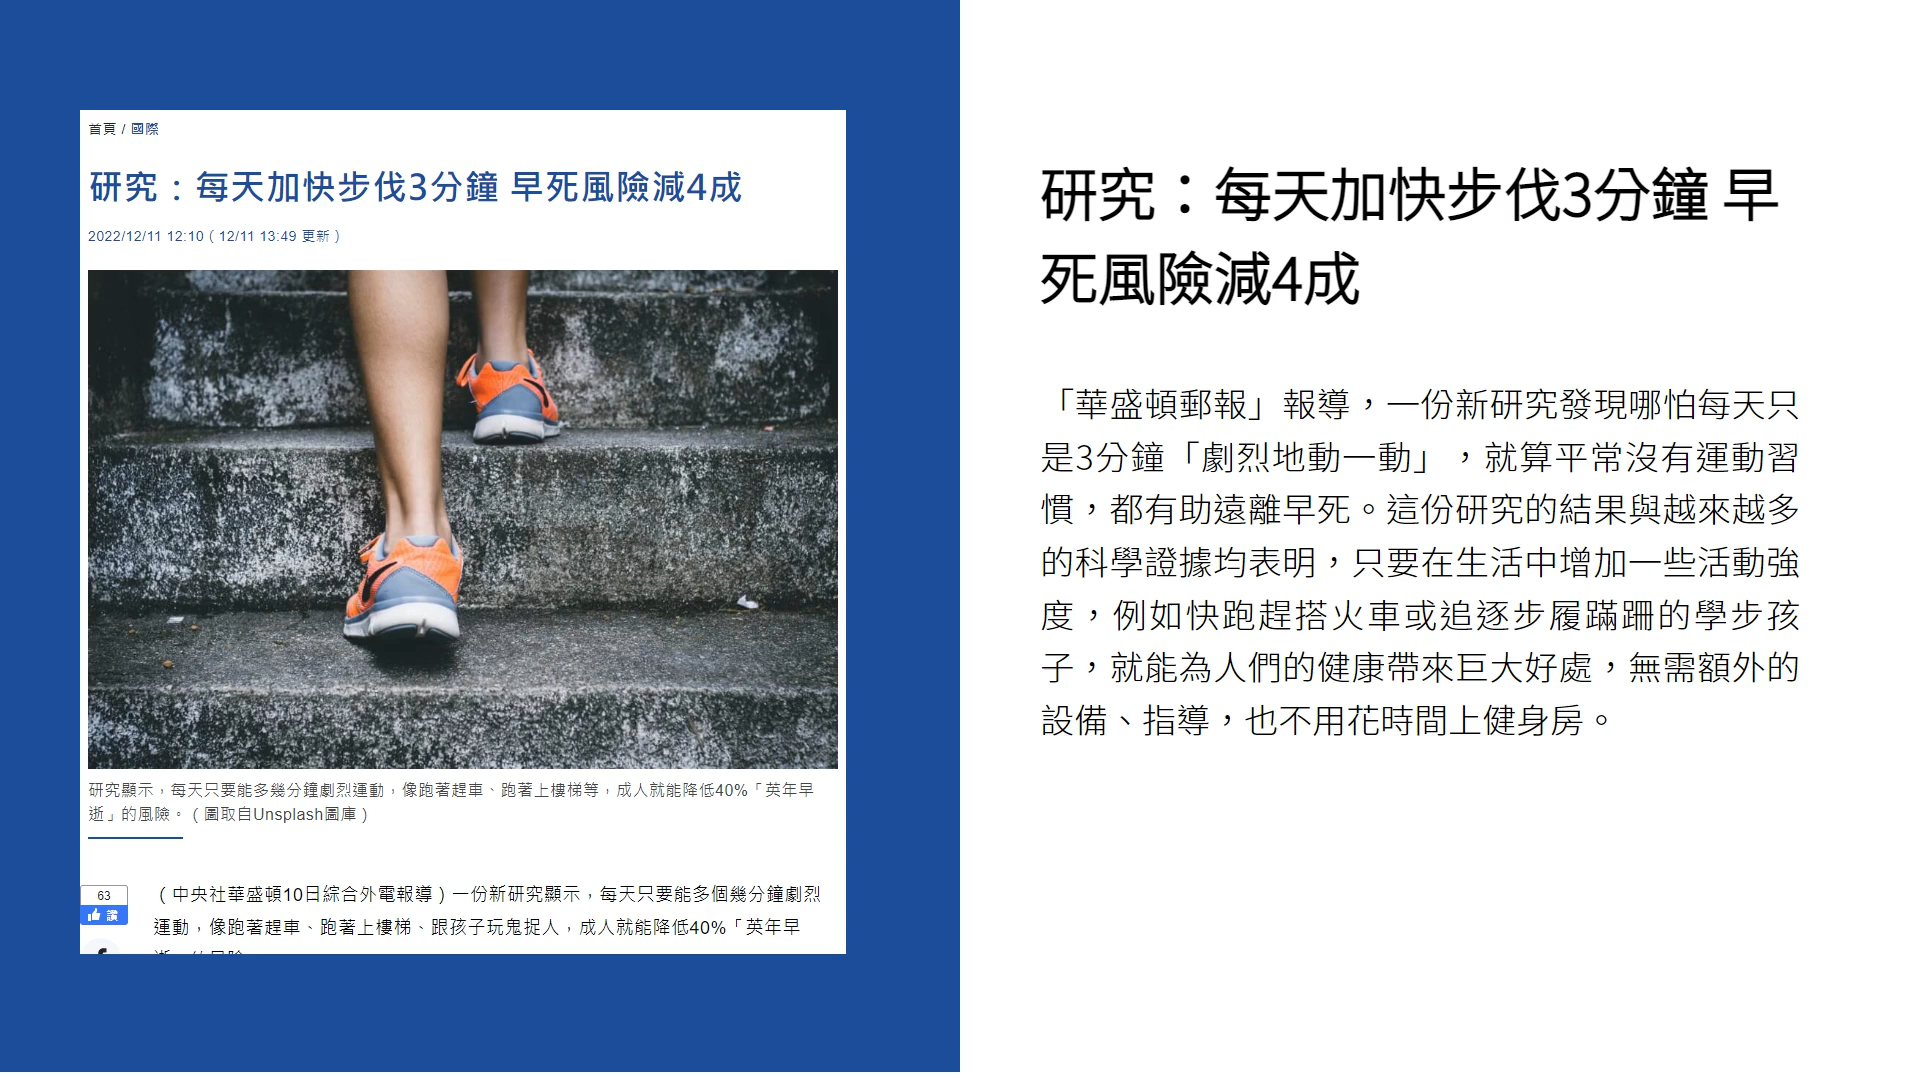 首頁 / 國際
研究：每天加快步伐3分鐘 早死風險減4成
2022/12/11 12:10（12/11 13:49 更新）
研究顯示，每天只要能多幾分鐘劇烈運動，像跑著趕車、跑著上樓梯等，成人就能降低40%「英年早
逝」的風險。（圖取自Unsplash圖庫）
63
讚
（中央社華盛頓10日綜合外電報導）一份新研究顯示，每天只要能多個幾分鐘劇烈
運動，像跑著趕車、跑著上樓梯、跟孩子玩鬼捉人，成人就能降低40%「英年早
研究：每天加快步伐3分鐘 早
死風險減4成
「華盛頓郵報」報導，一份新研究發現哪怕每天只
是3分鐘「劇烈地動一動」，就算平常沒有運動習
慣，都有助遠離早死。這份研究的結果與越來越多
的科學證據均表明，只要在生活中增加一些活動強
度，例如快跑趕搭火車或追逐步履蹣跚的學步孩
子，就能為人們的健康帶來巨大好處，無需額外的
設備、指導，也不用花時間上健身房。